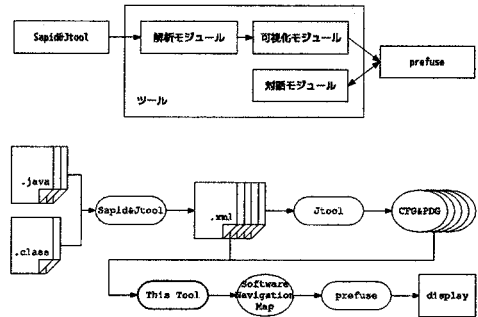 Sapid&Jtool
解析モジュール
可視化モジュール
prefuse
対話モジュール
ツール
.java
Sapid&Jtool
.xml
Jtool
CFG&PDG
.class
This Tool
Software
Navigation
Map
prefuse
display